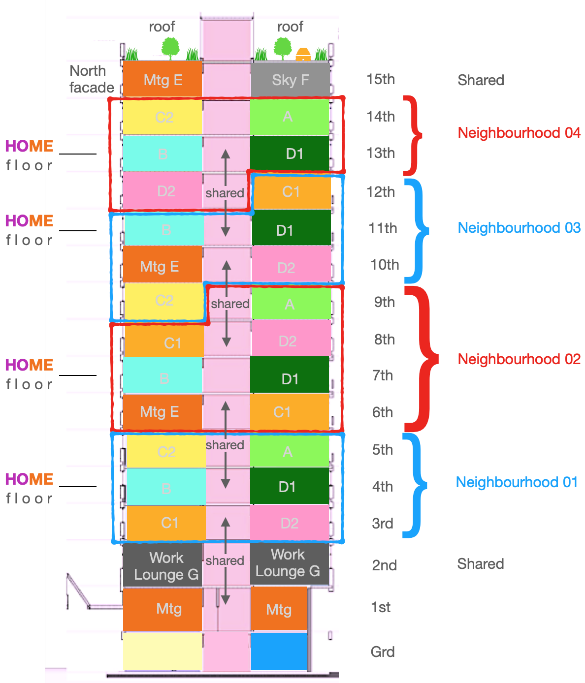 roof
roof
North
facade
Mtg E
Sky F
15th
Shared
C2
A
14th
Neighbourhood 04
HOME
floor
B
D1
13th
D2
shared
C1
12th
HOME
floor
B
D1
11th
Neighbourhood 03
Mtg E
D2
10th
C2
shared
A
9th
C1
D2
8th
Neighbourhood 02
HOME
floor
B
D1
7th
Mtg E
C1
6th
C2
shared
A
5th
HOME
floor
B
D1
4th
Neighbourhood 01
C1
D2
3rd
Work
Lounge G
shared
Work
Lounge G
2nd
Shared
Mtg
Mtg
1st
Grd